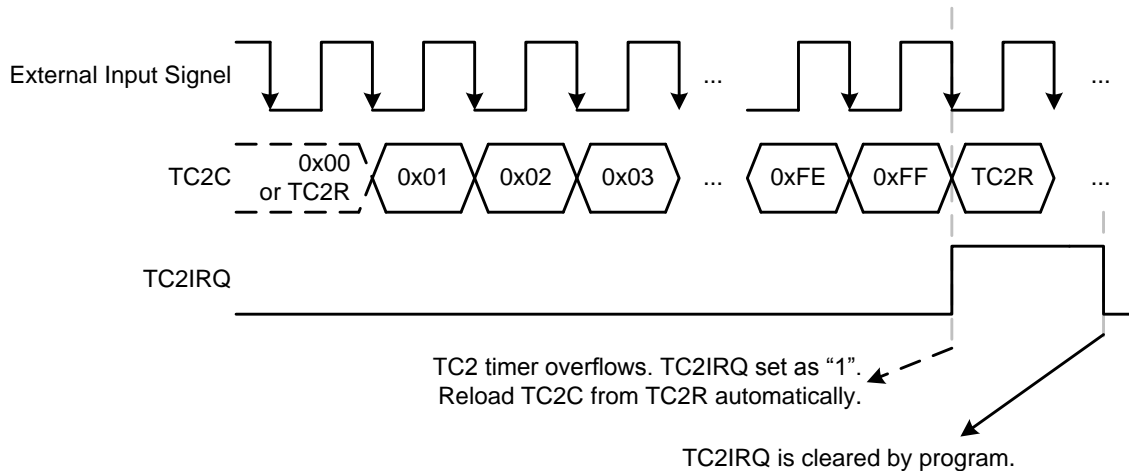 External Input Signel
...
...
TC2C
0x00
or TC2R
0x01
0x02
0x03
...
0xFE
0xFF
TC2R
...
TC2IRQ
TC2 timer overflows. TC2IRQ set as “1”.
Reload TC2C from TC2R automatically.
TC2IRQ is cleared by program.